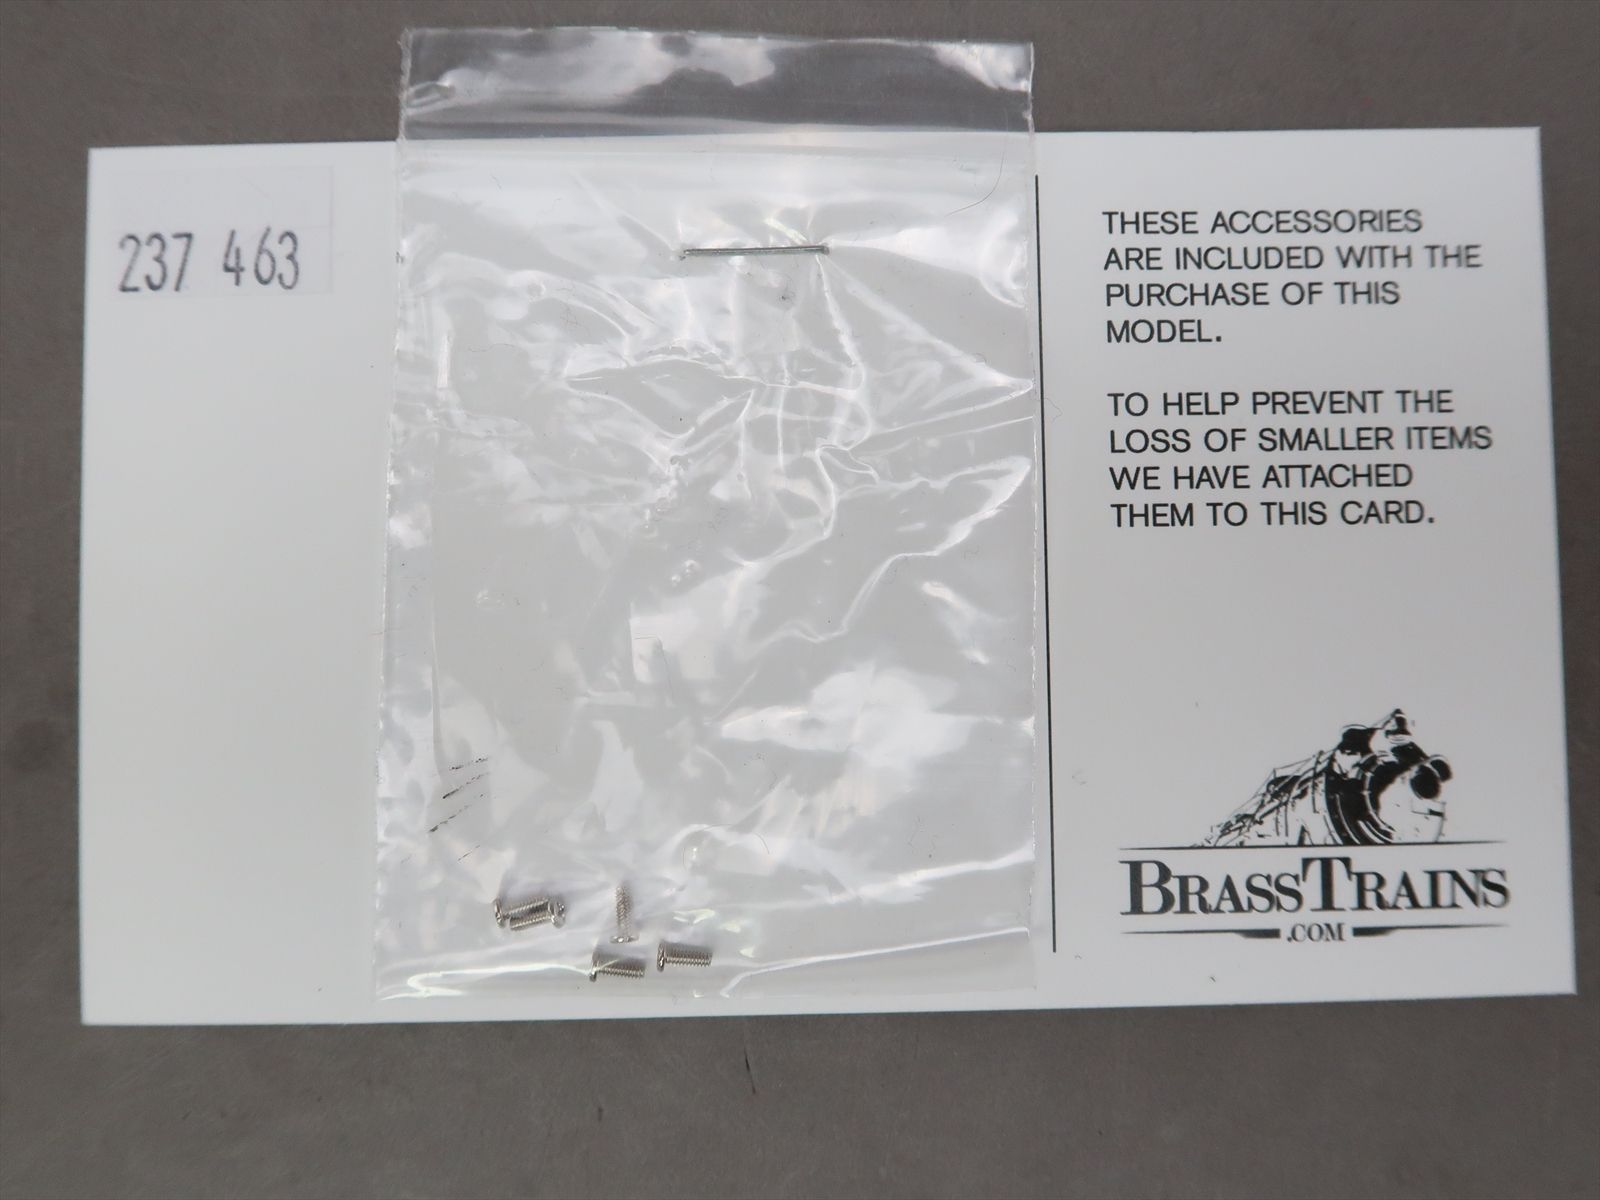 237 463
THESE ACCESSORIES
ARE INCLUDED WITH THE
PURCHASE OF THIS
MODEL.
TO HELP PREVENT THE
LOSS OF SMALLER ITEMS
WE HAVE ATTACHED
THEM TO THIS CARD.
BRASSTRAINS
.COM